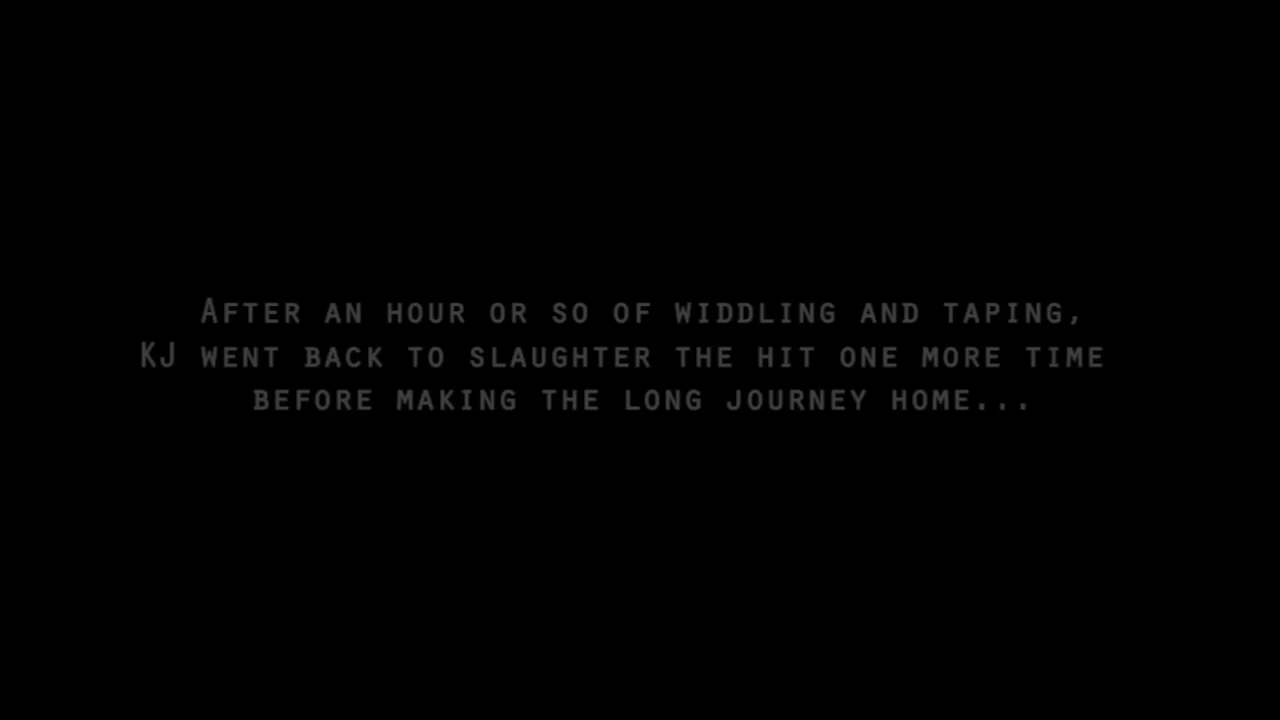 After an hour or so of widdling and taping,
KJ went back to slaughter the hit one more time
before making the long journey home...